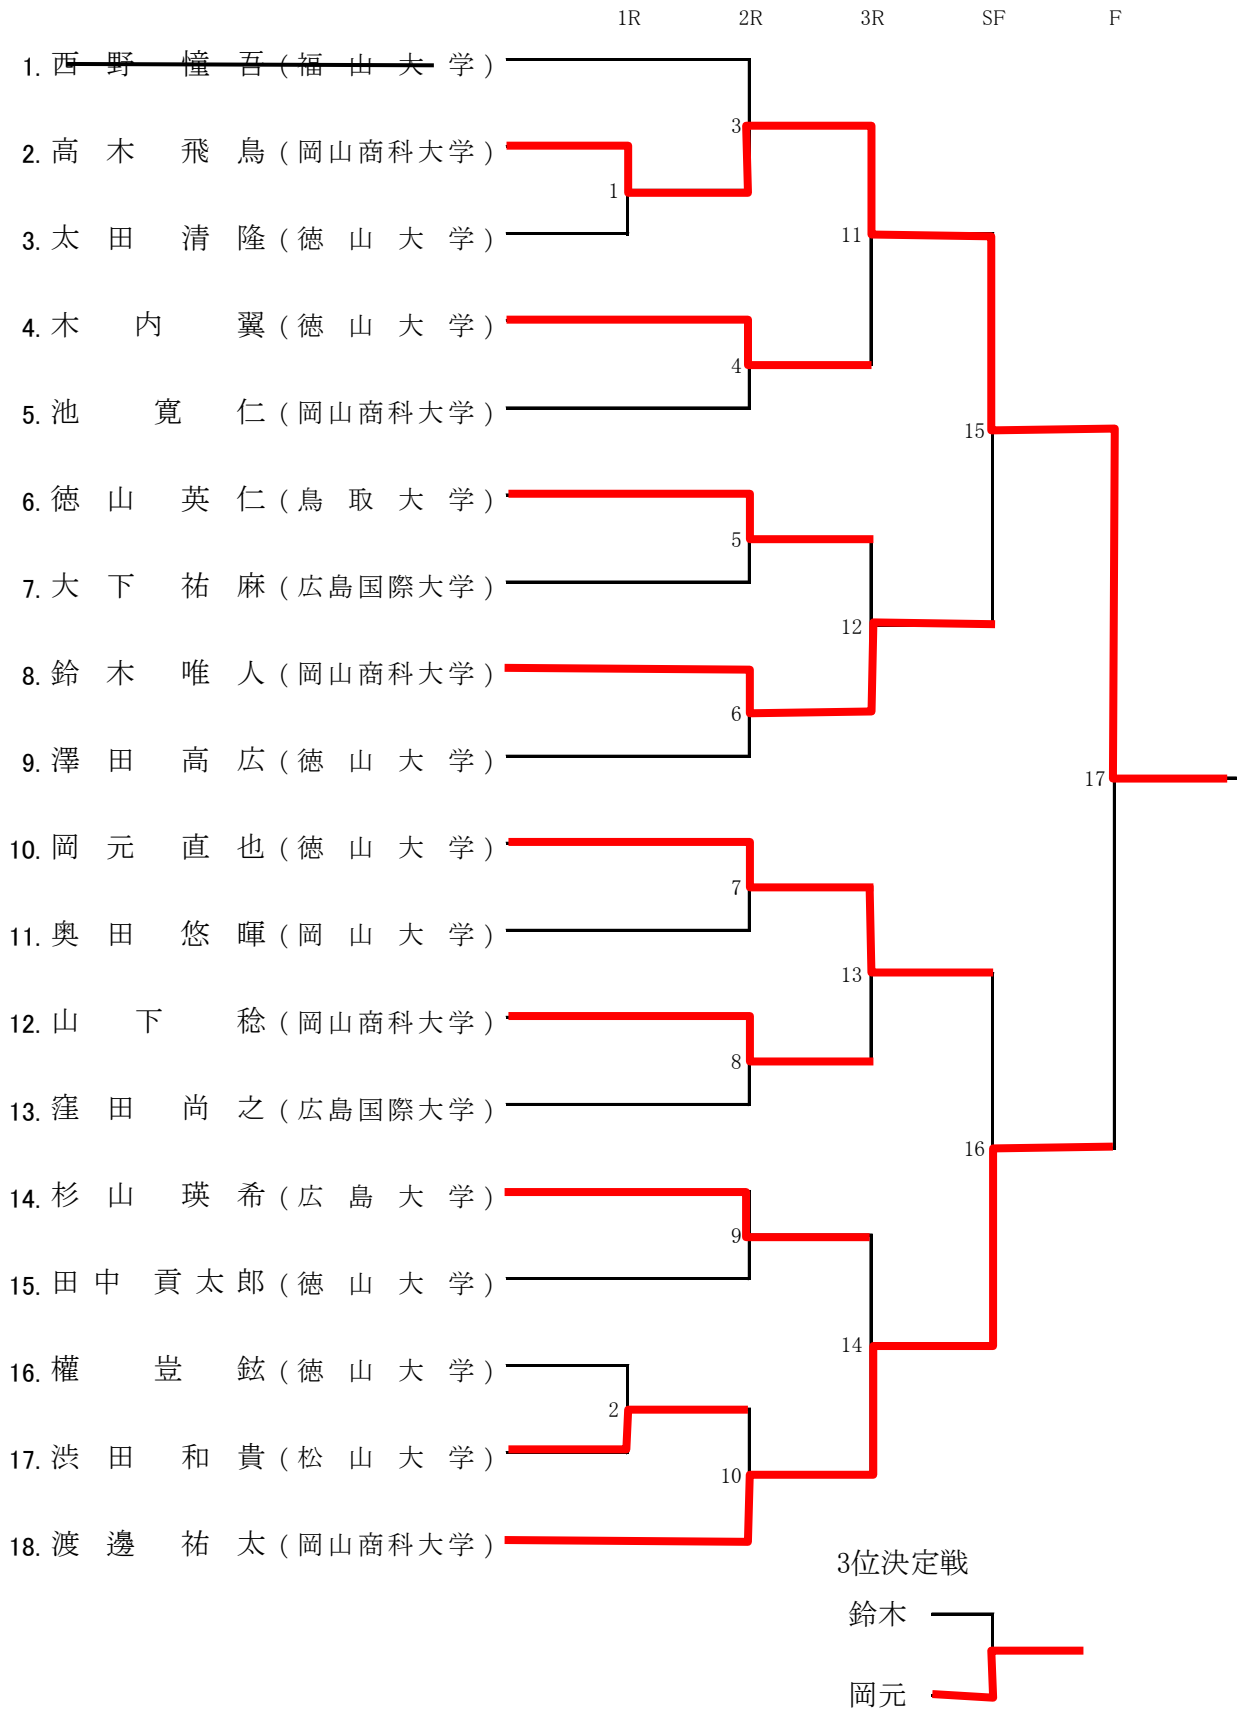 1R 2R 3R SF F
1. 西野 憧吾(福山大学)
3
2. 高木 飛鳥(岡山商科大学)
1
3. 太田 清隆(徳山大学)
11
4. 木内 翼(徳山大学)
4
5. 池 寛仁(岡山商科大学)
15
6. 徳山 英仁(鳥取大学)
5
7. 大下 祐麻(広島国際大学)
12
8. 鈴木 唯人(岡山商科大学)
6
9. 澤田 高広(徳山大学)
17
10. 岡元 直也(徳山大学)
7
11. 奥田 悠暉(岡山大学)
13
12. 山下 稔(岡山商科大学)
8
13. 窪田 尚之(広島国際大学)
16
14. 杉山 瑛希(広島大学)
9
15. 田中 貢太郎(徳山大学)
14
16. 權 豈鉉(徳山大学)
2
17. 渋田 和貴(松山大学)
10
18. 渡邊 祐太(岡山商科大学)
3位決定戦
鈴木
岡元